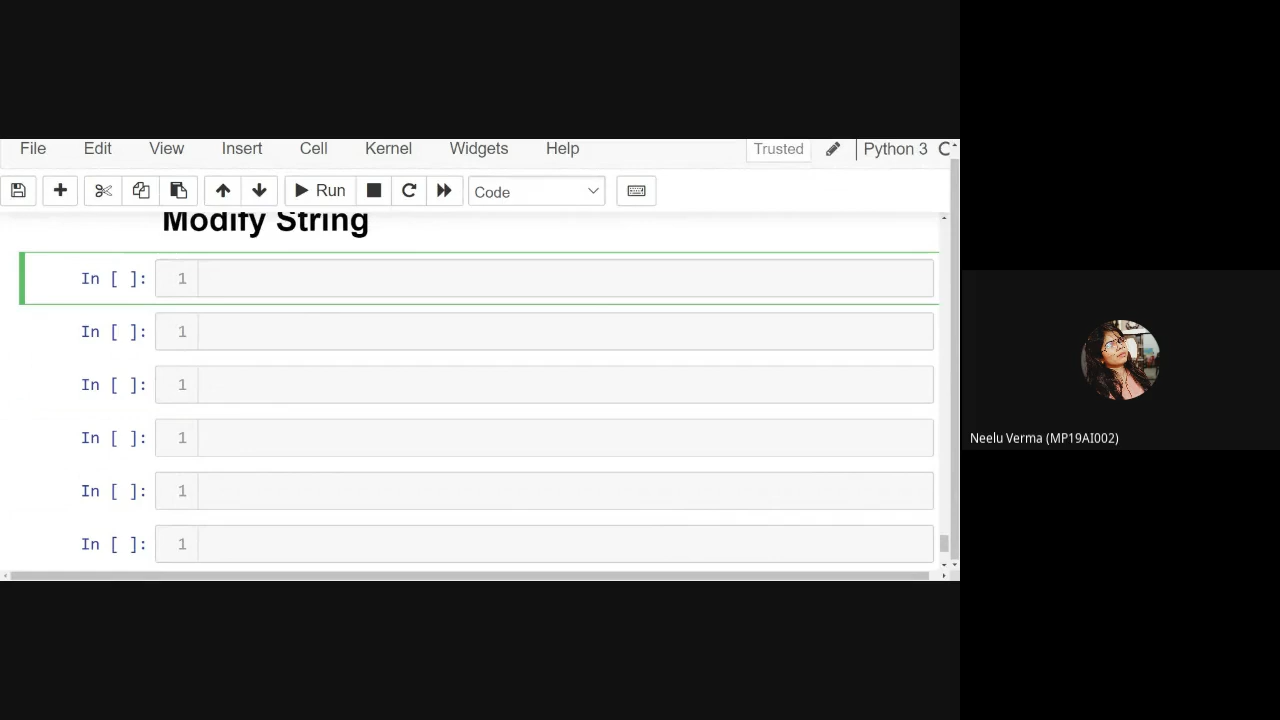 File Edit View Insert Cell Kernel Widgets Help Trusted Python 3
Run Code
Modify String
In [ ]: 1
In [ ]: 1
In [ ]: 1
In [ ]: 1
In [ ]: 1
In [ ]: 1
Neelu Verma (MP19AI002)